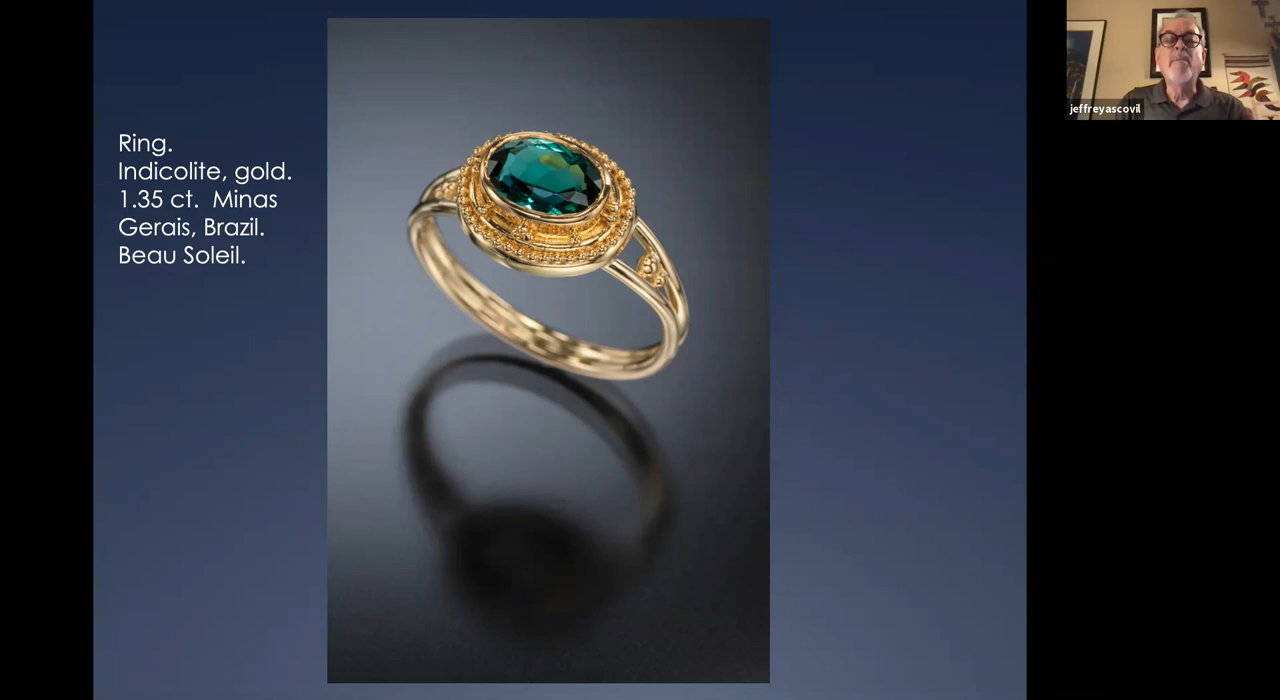 Ring.
Indicolite, gold.
1.35 ct.  Minas
Gerais, Brazil.
Beau Soleil.
jeffreyascovil